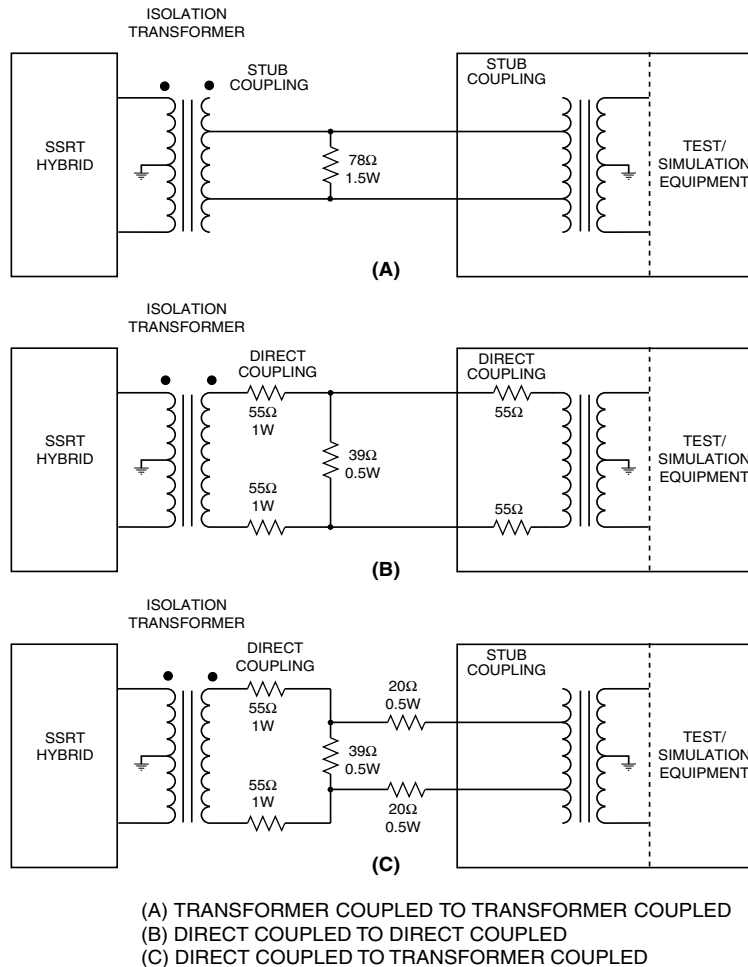 ISOLATION
TRANSFORMER
STUB
COUPLING
STUB
COUPLING
SSRT
HYBRID
78Ω
1.5W
TEST/
SIMULATION
EQUIPMENT
(A)
ISOLATION
TRANSFORMER
DIRECT
COUPLING
DIRECT
COUPLING
55Ω
1W
55Ω
SSRT
HYBRID
39Ω
0.5W
TEST/
SIMULATION
EQUIPMENT
55Ω
1W
55Ω
(B)
ISOLATION
TRANSFORMER
DIRECT
COUPLING
STUB
COUPLING
55Ω
1W
20Ω
0.5W
SSRT
HYBRID
39Ω
0.5W
TEST/
SIMULATION
EQUIPMENT
55Ω
1W
20Ω
0.5W
(C)
(A) TRANSFORMER COUPLED TO TRANSFORMER COUPLED
(B) DIRECT COUPLED TO DIRECT COUPLED
(C) DIRECT COUPLED TO TRANSFORMER COUPLED